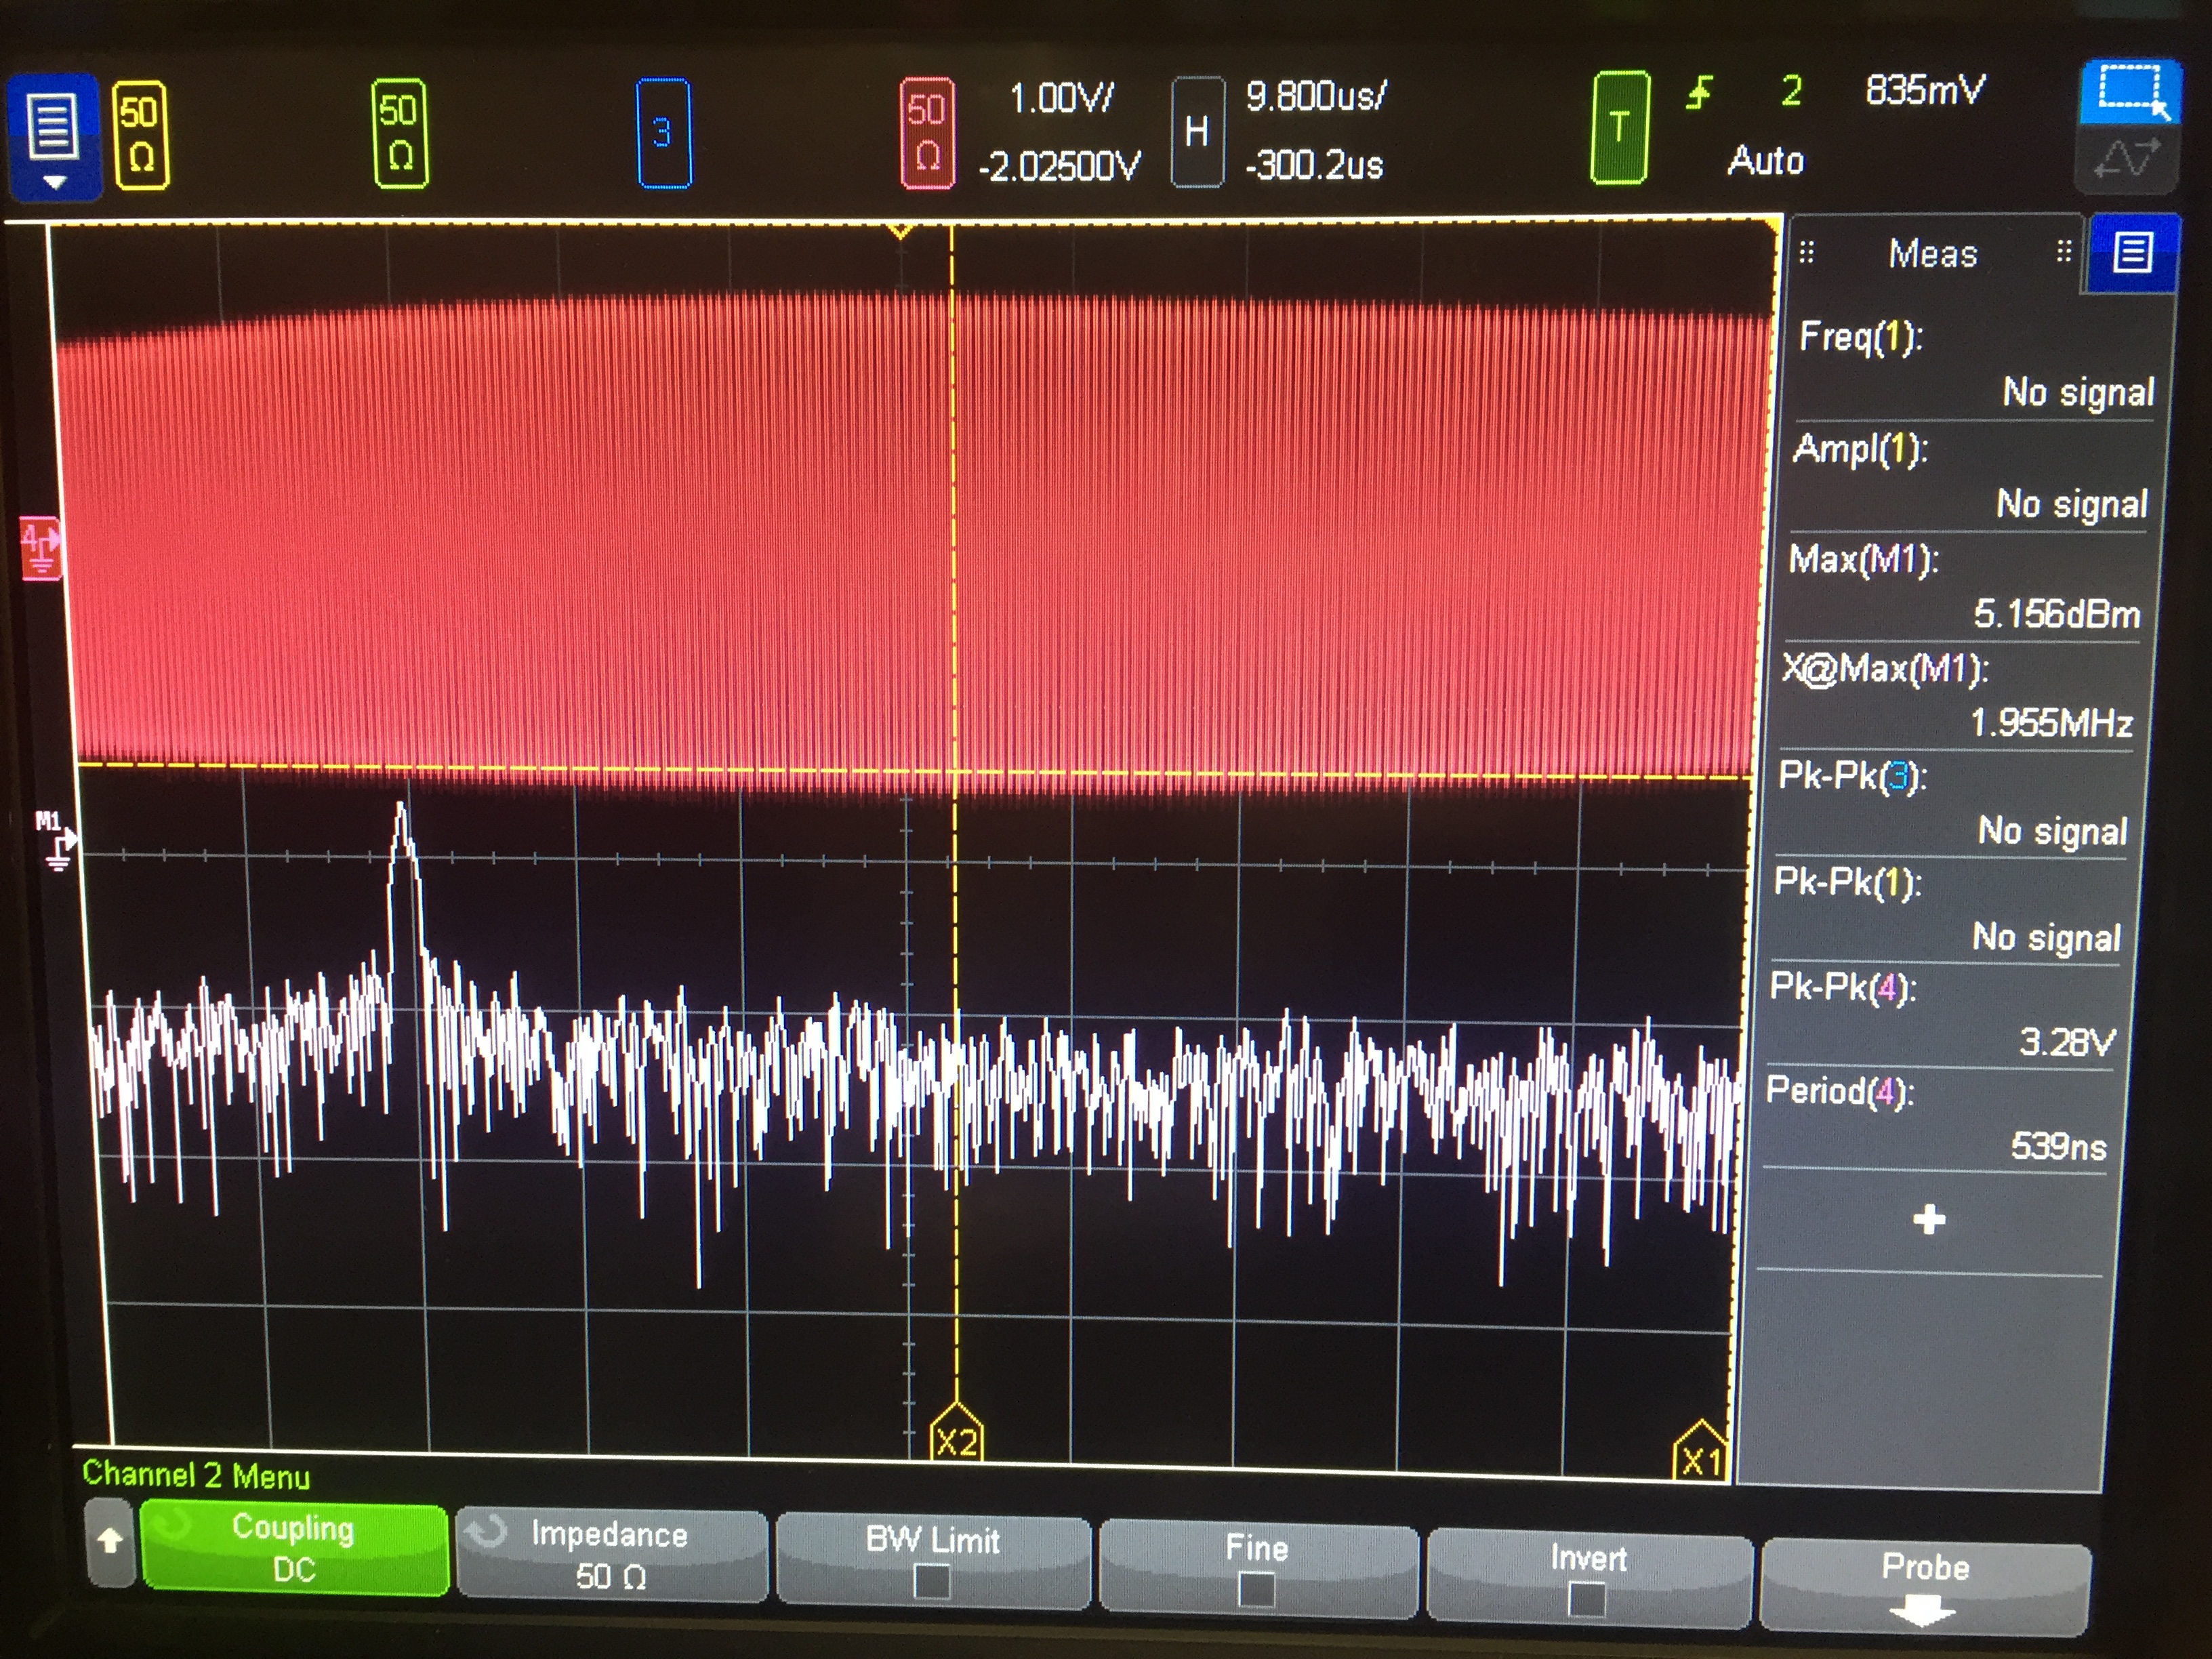 50
Ω
50
Ω
3
50
Ω
1.00V/
-2.02500V
H
9.800us/
-300.2us
T
2
835mV
Auto
Meas
Freq(1):
No signal
Ampl(1):
No signal
Max(M1):
5.156dBm
X@Max(M1):
1.955MHz
Pk-Pk(3):
No signal
Pk-Pk(1):
No signal
Pk-Pk(4):
3.28V
Period(4):
539ns
+
4
M1
X2
X1
Channel 2 Menu
Coupling
DC
Impedance
50 Ω
BW Limit
Fine
Invert
Probe